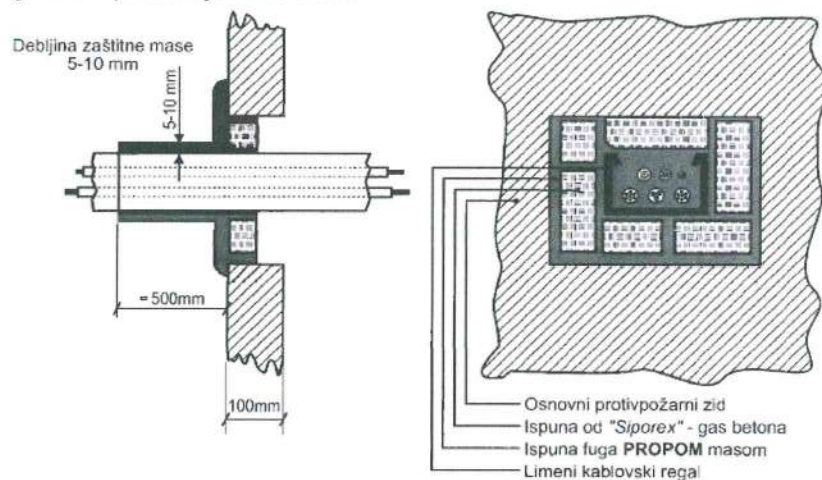 Debljina zaštitne mase
5-10 mm
5-10 mm
≈500mm
100mm
Osnovni protivpožarni zid
Ispuna od "Siporex" - gas betona
Ispuna fuga PROPOM masom
Limeni kablovski regal